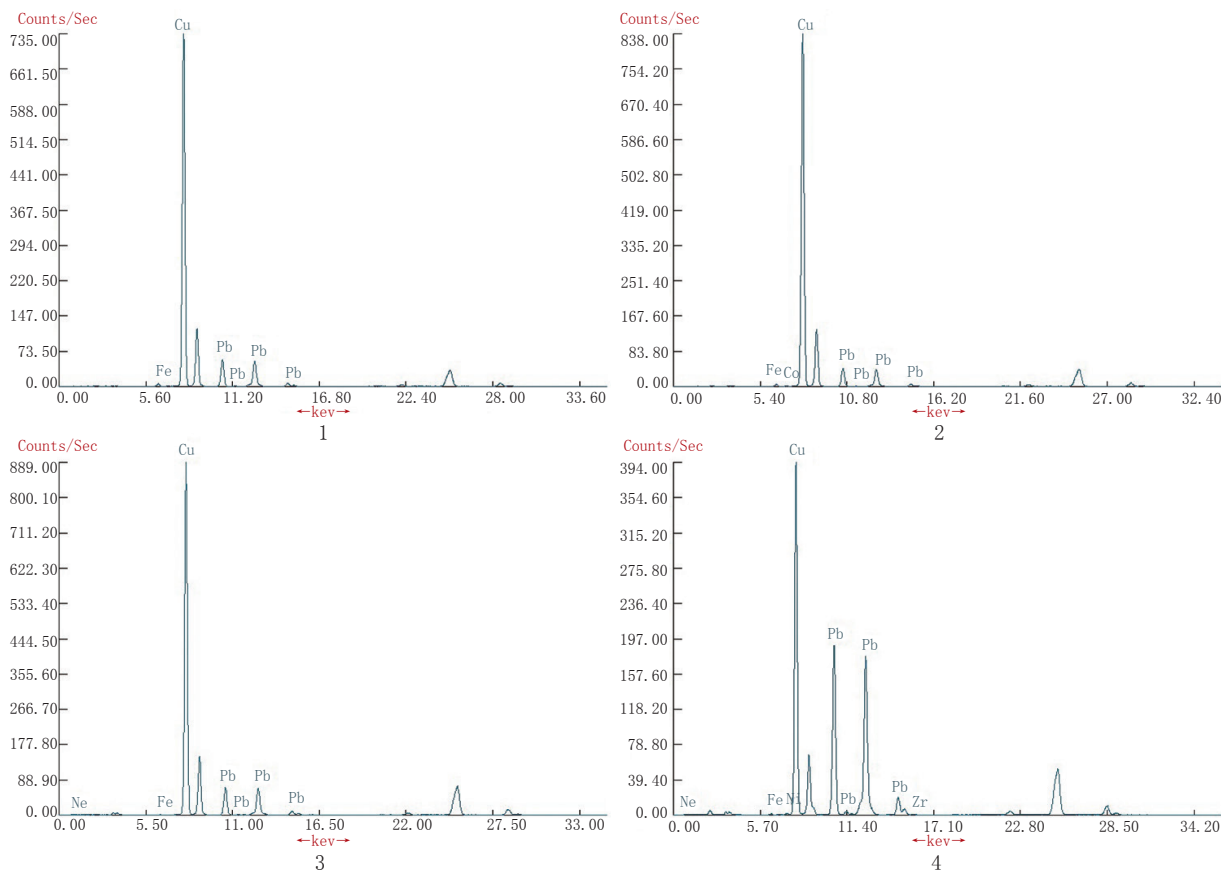 Counts/Sec
Cu
735.00
661.50
588.00
514.50
441.00
367.50
294.00
220.50
147.00
73.50
0.00
Fe
Pb
Pb
Pb
Pb
0.00 5.60 11.20 16.80 22.40 28.00 33.60
←kev→
1
Counts/Sec
Cu
838.00
754.20
670.40
586.60
502.80
419.00
335.20
251.40
167.60
83.80
0.00
Fe
Co
Pb
Pb
Pb
Pb
0.00 5.40 10.80 16.20 21.60 27.00 32.40
←kev→
2
Counts/Sec
Cu
889.00
800.10
711.20
622.30
533.40
444.50
355.60
266.70
177.80
88.90
0.00
Ne
Fe
Pb
Pb
Pb
Pb
0.00 5.50 11.00 16.50 22.00 27.50 33.00
←kev→
3
Counts/Sec
Cu
394.00
354.60
315.20
275.80
236.40
197.00
157.60
118.20
78.80
39.40
0.00
Ne
Fe
Ni
Pb
Pb
Pb
Pb
Zr
0.00 5.70 11.40 17.10 22.80 28.50 34.20
←kev→
4